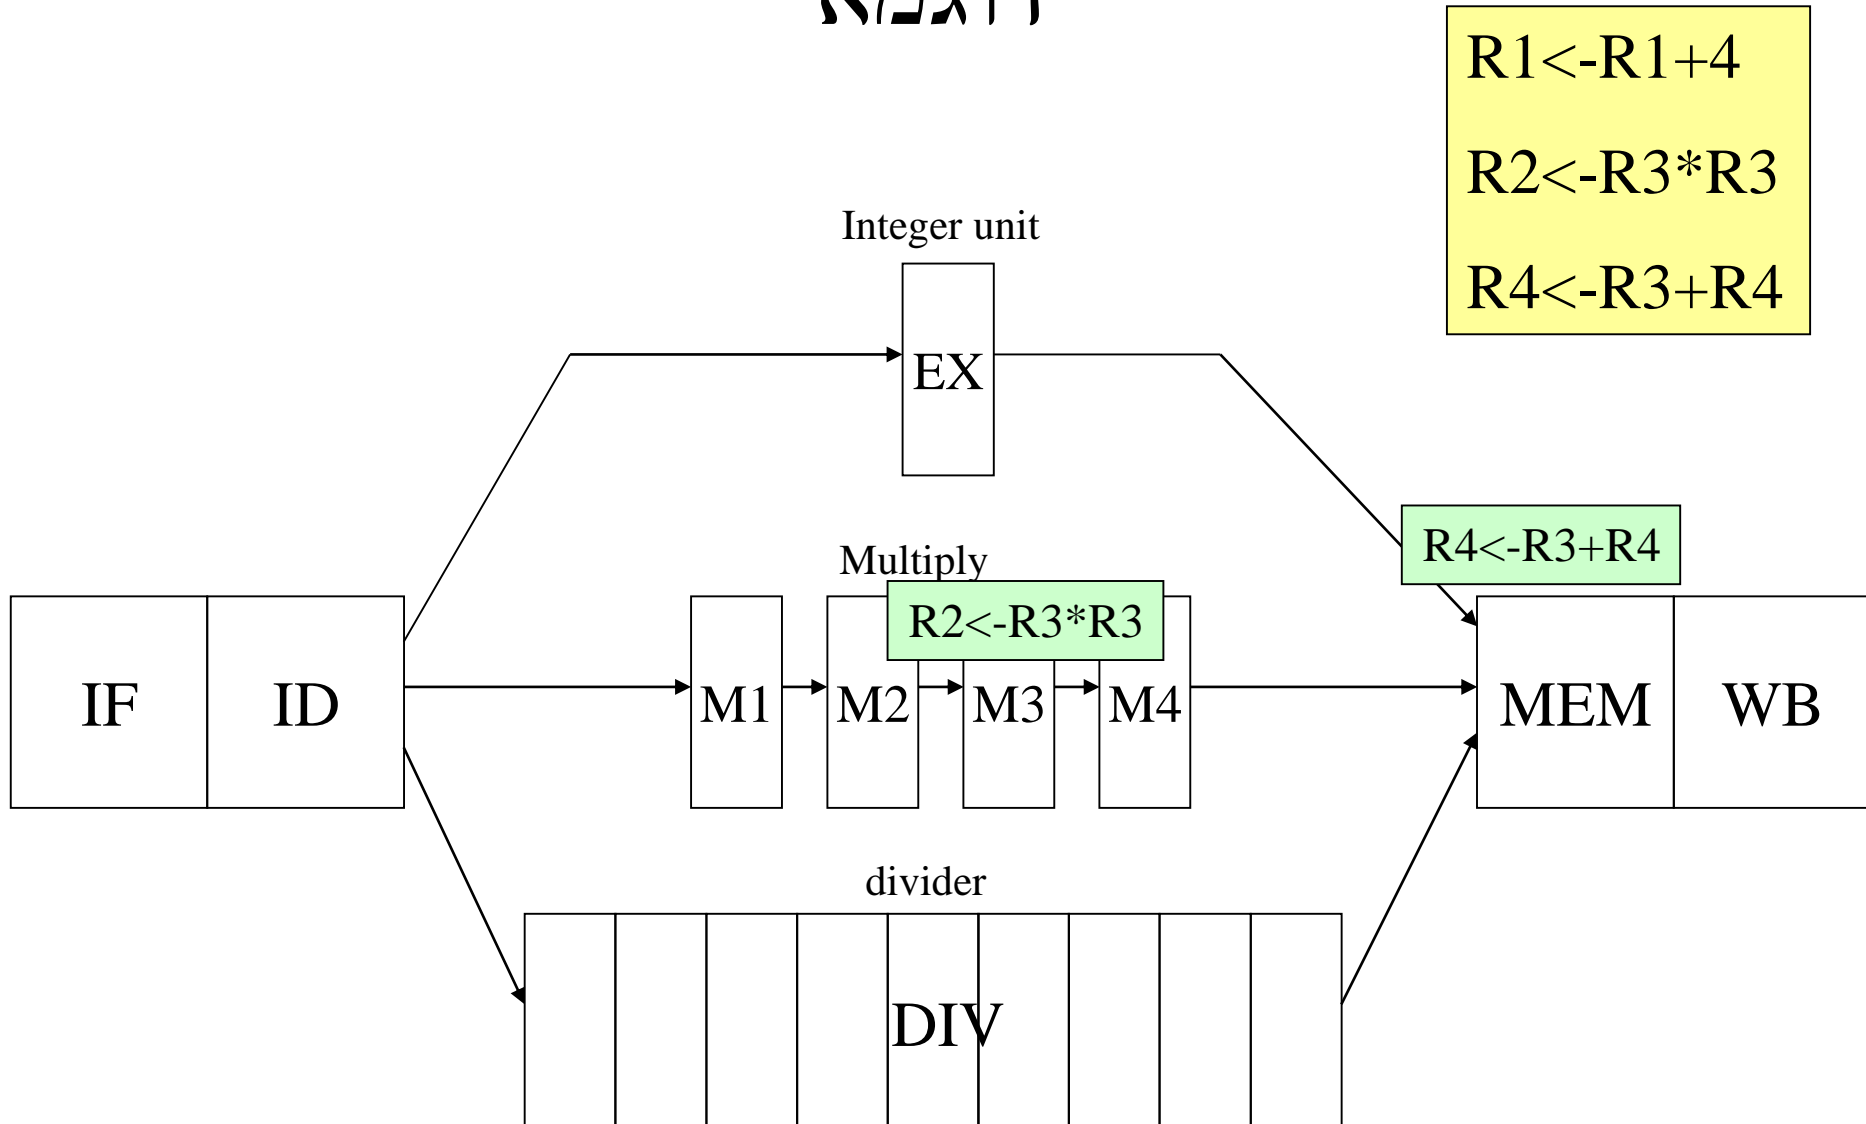 דוגמא
R1<-R1+4
R2<-R3*R3
R4<-R3+R4
Integer unit
EX
R4<-R3+R4
Multiply
R2<-R3*R3
IF ID M1 M2 M3 M4 MEM WB
divider
DIV